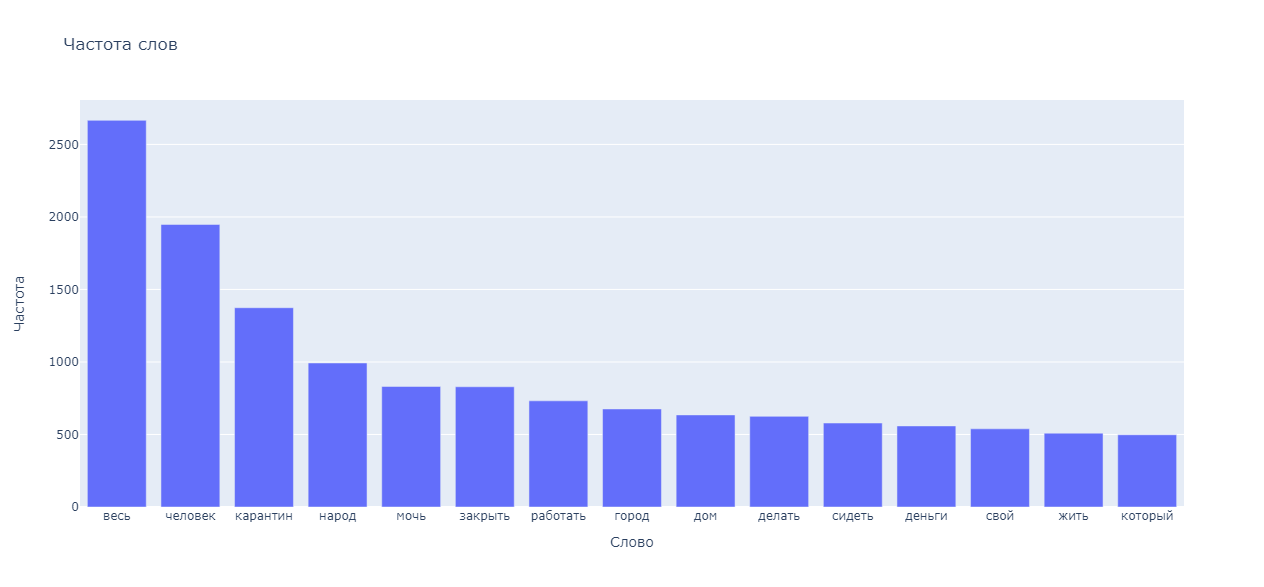 Частота слов
Частота
2500
2000
1500
1000
500
0
весь человек карантин народ мочь закрыть работать город дом делать сидеть деньги свой жить который
Слово